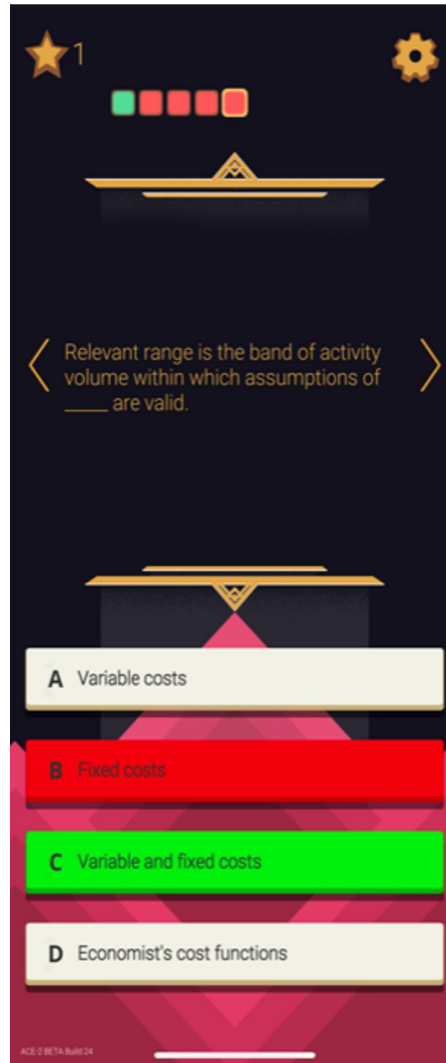 1
Relevant range is the band of activity
volume within which assumptions of
_____ are valid.
A Variable costs
B Fixed costs
C Variable and fixed costs
D Economist's cost functions
ACE-2 BETA Build 24